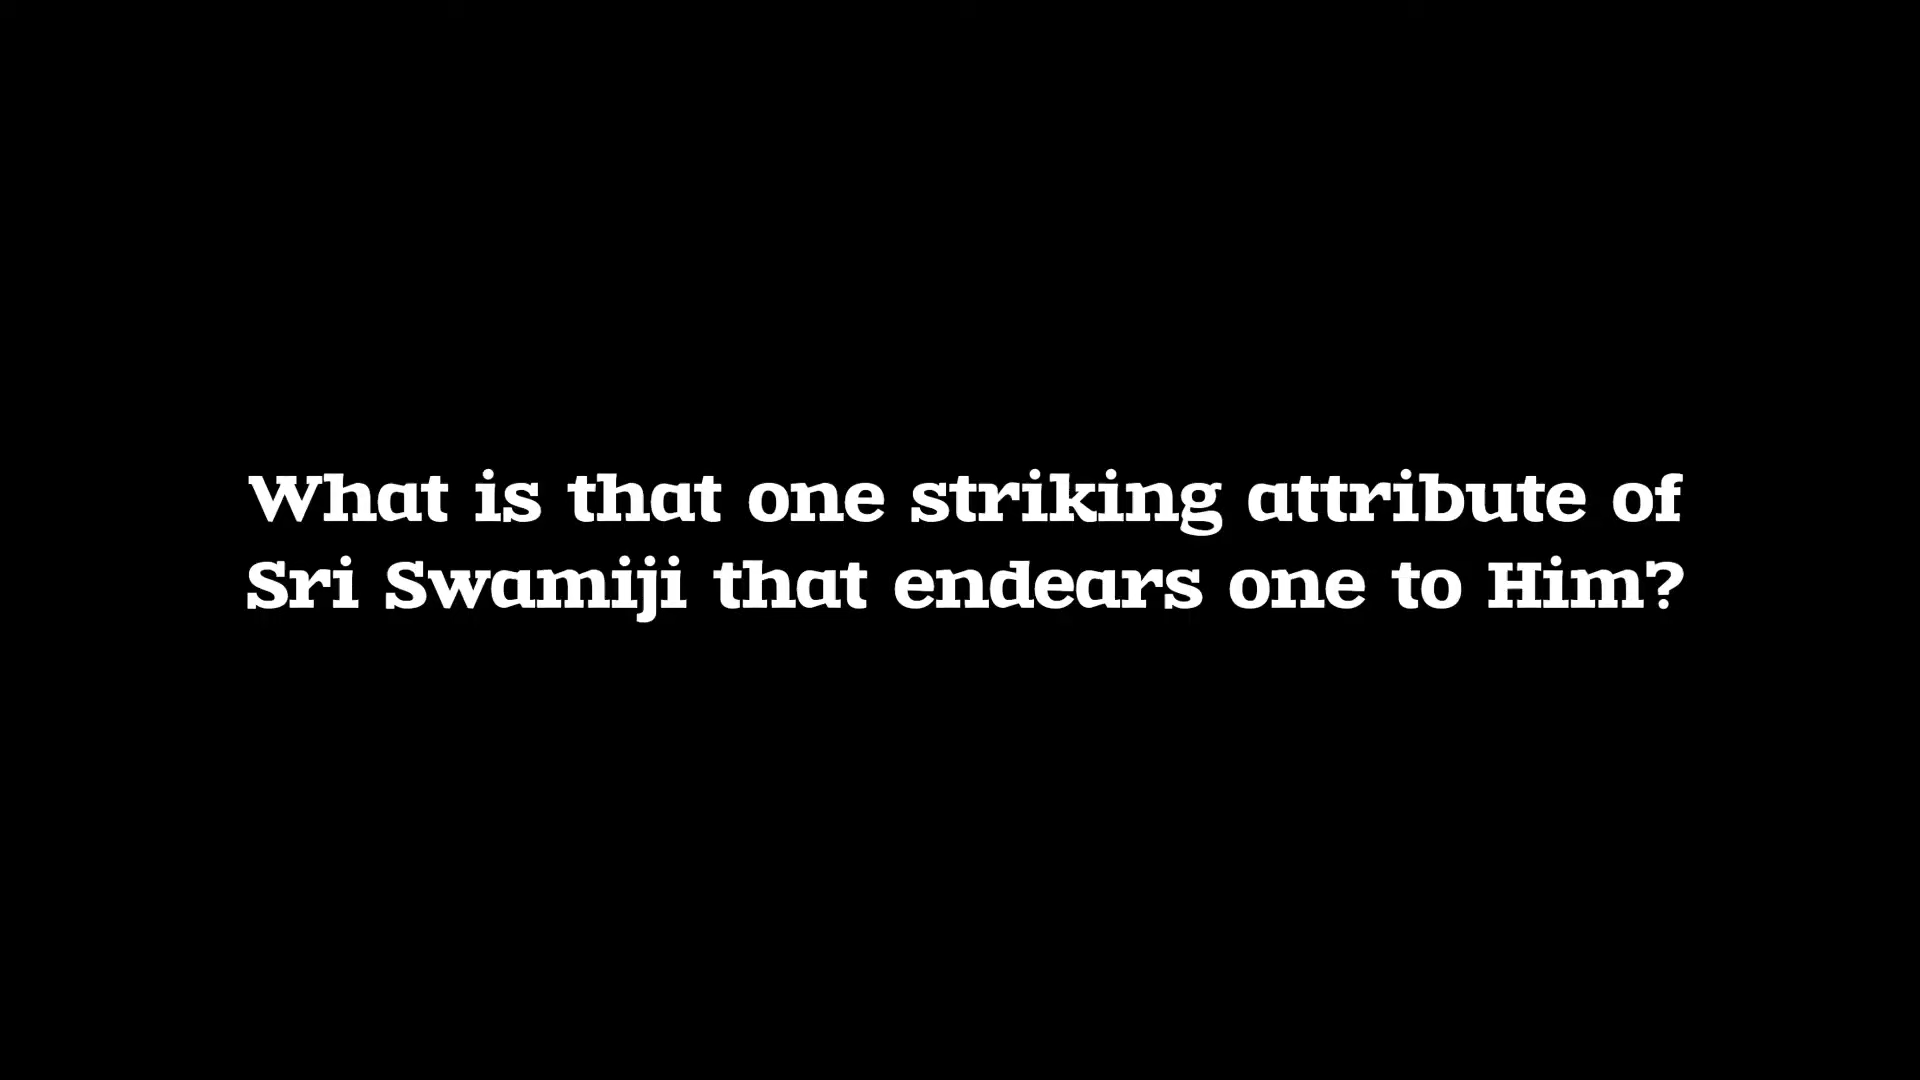 What is that one striking attribute of
Sri Swamiji that endears one to Him?